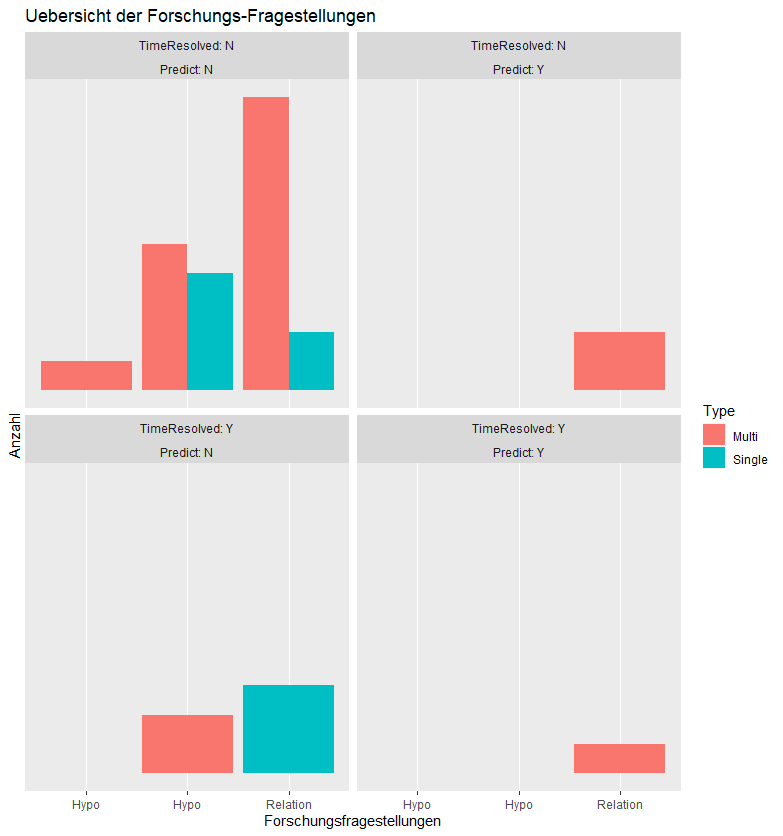 Uebersicht der Forschungs-Fragestellungen
TimeResolved: N
Predict: N
TimeResolved: N
Predict: Y
TimeResolved: Y
Predict: N
TimeResolved: Y
Predict: Y
Anzahl
Hypo Hypo Relation
Hypo Hypo Relation
Forschungsfragestellungen
Type
Multi
Single